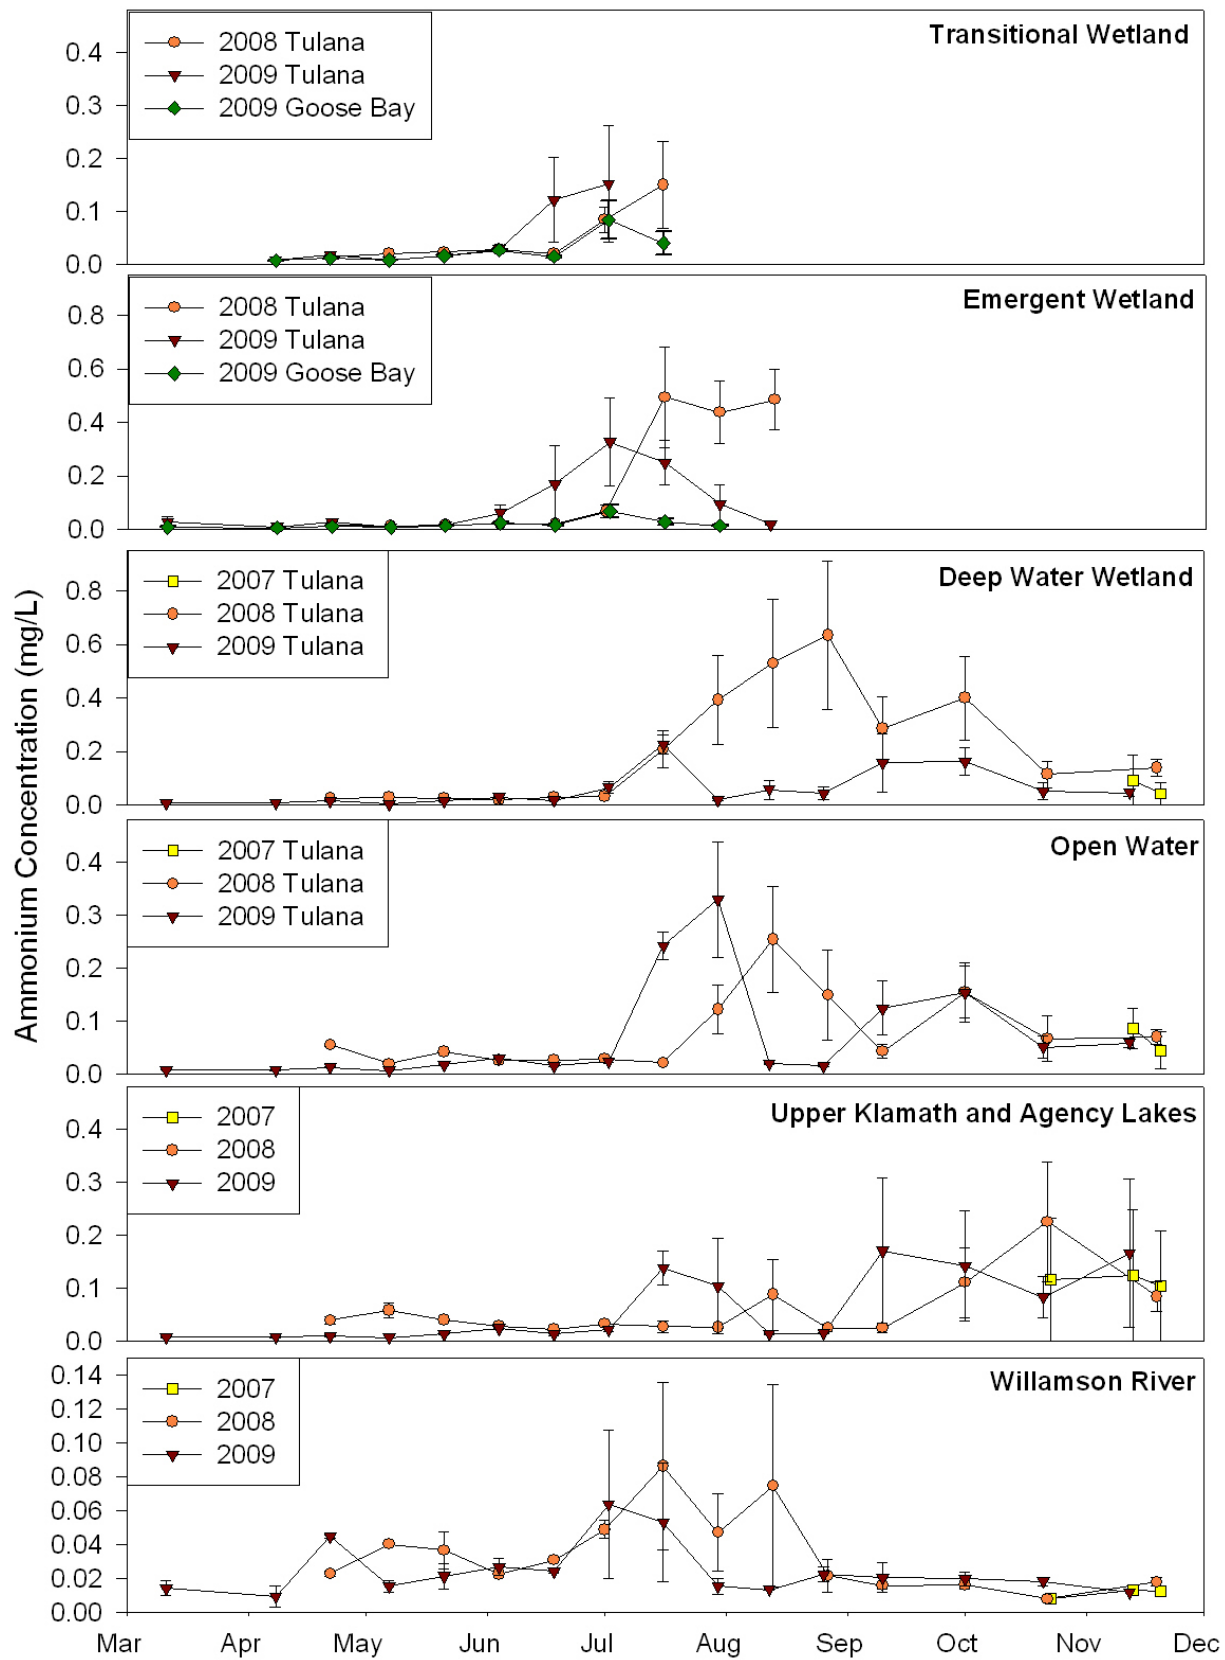 Ammonium Concentration (mg/L)
Transitional Wetland
2008 Tulana
2009 Tulana
2009 Goose Bay
0.4
0.3
0.2
0.1
0.0
Emergent Wetland
2008 Tulana
2009 Tulana
2009 Goose Bay
0.8
0.6
0.4
0.2
0.0
Deep Water Wetland
2007 Tulana
2008 Tulana
2009 Tulana
0.8
0.6
0.4
0.2
0.0
Open Water
2007 Tulana
2008 Tulana
2009 Tulana
0.4
0.3
0.2
0.1
0.0
Upper Klamath and Agency Lakes
2007
2008
2009
0.4
0.3
0.2
0.1
0.0
Willamson River
2007
2008
2009
0.14
0.12
0.10
0.08
0.06
0.04
0.02
0.00
Mar Apr May Jun Jul Aug Sep Oct Nov Dec